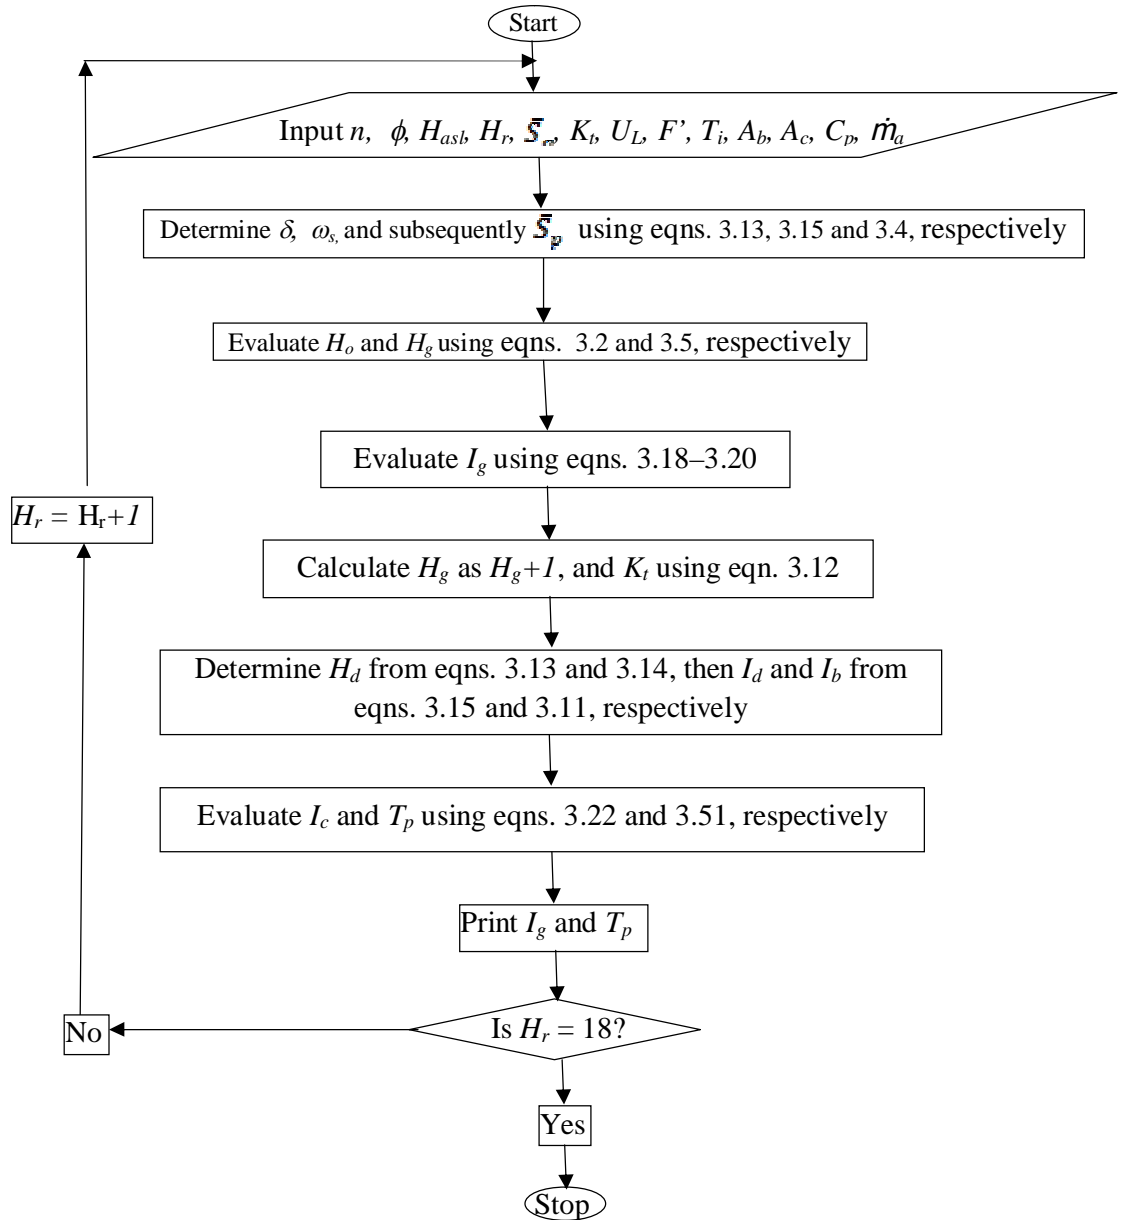 Start
Input n, ϕ, H_asl, H_r, S̄_m, K_t, U_L, F', T_i, A_b, A_c, C_p, ṁ_a
Determine δ, ω_s, and subsequently S̄_p using eqns. 3.13, 3.15 and 3.4, respectively
Evaluate H_o and H_g using eqns. 3.2 and 3.5, respectively
Evaluate I_g using eqns. 3.18–3.20
H_r = H_r+1
Calculate H_g as H_g+1, and K_t using eqn. 3.12
Determine H_d from eqns. 3.13 and 3.14, then I_d and I_b from
eqns. 3.15 and 3.11, respectively
Evaluate I_c and T_p using eqns. 3.22 and 3.51, respectively
Print I_g and T_p
Is H_r = 18?
No
Yes
Stop